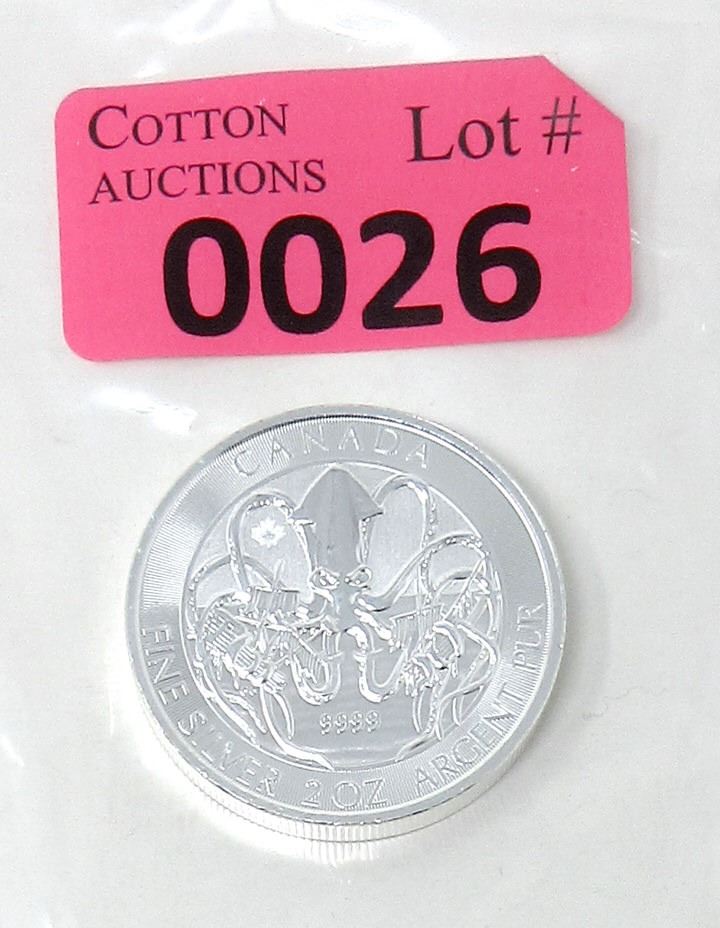 COTTON
AUCTIONS
Lot #
0026
CANADA
9999
FINE SILVER 2 OZ ARGENT PUR